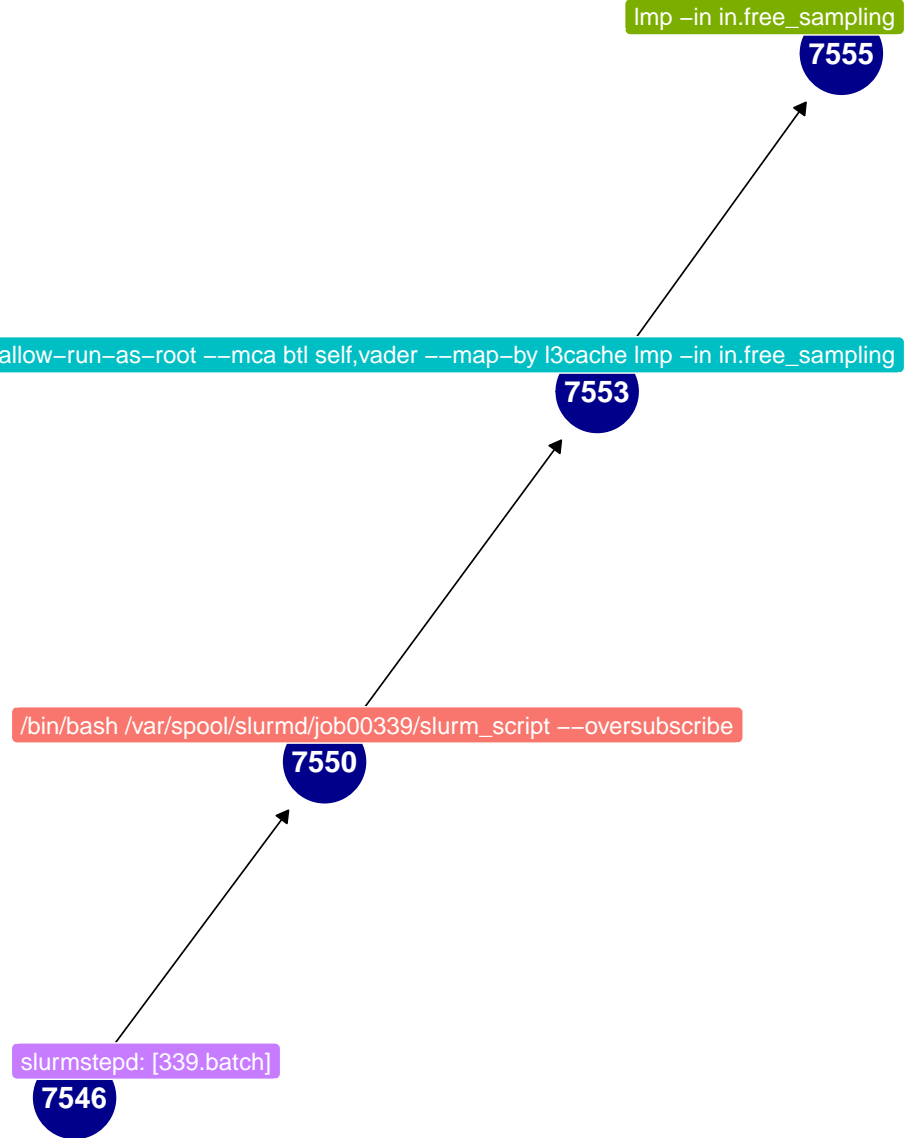 lmp −in in.free_sampling
7555
allow−run−as−root −−mca btl self,vader −−map−by l3cache lmp −in in.free_sampling
7553
/bin/bash /var/spool/slurmd/job00339/slurm_script −−oversubscribe
7550
slurmstepd: [339.batch]
7546